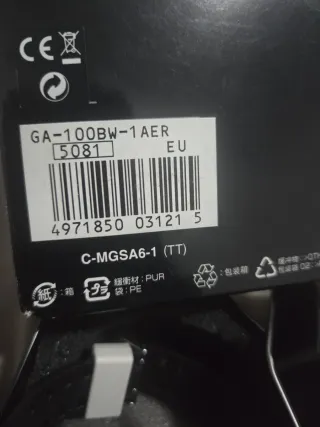 CE
GA-100BW-1AER
5081 EU
4971850 03121 5
C-MGSA6-1 (TT)
紙 : 箱
プラ 緩衝材 : PUR
袋 : PE
: 包装箱